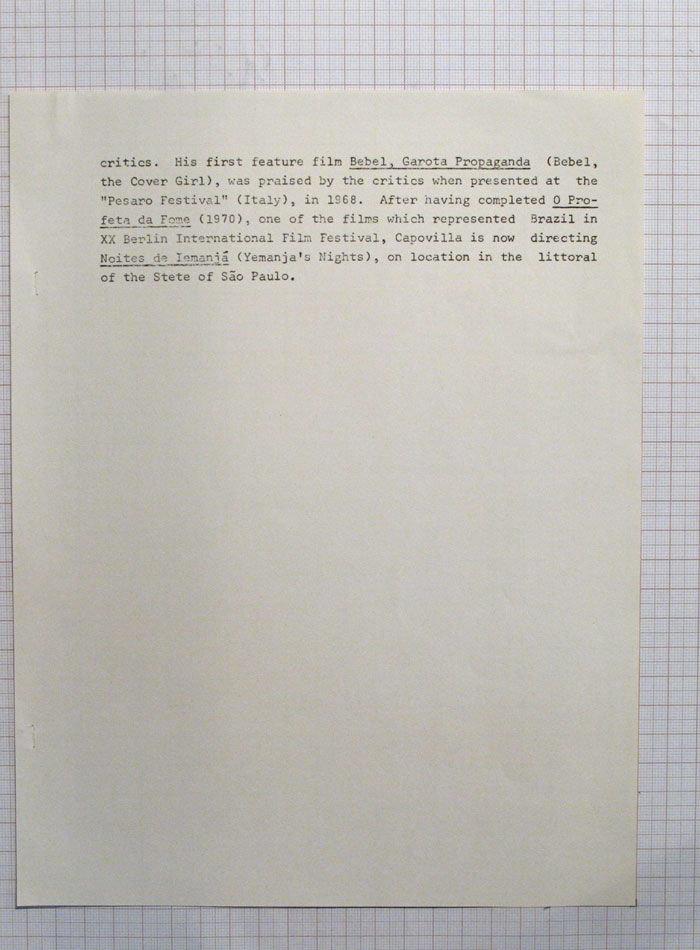 critics. His first feature film Bebel, Garota Propaganda (Bebel,
the Cover Girl), was praised by the critics when presented at the
"Pesaro Festival" (Italy), in 1968. After having completed O Pro-
feta da Fome (1970), one of the films which represented Brazil in
XX Berlin International Film Festival, Capovilla is now directing
Noites de Iemanjá (Yemanja's Nights), on location in the littoral
of the Stete of São Paulo.